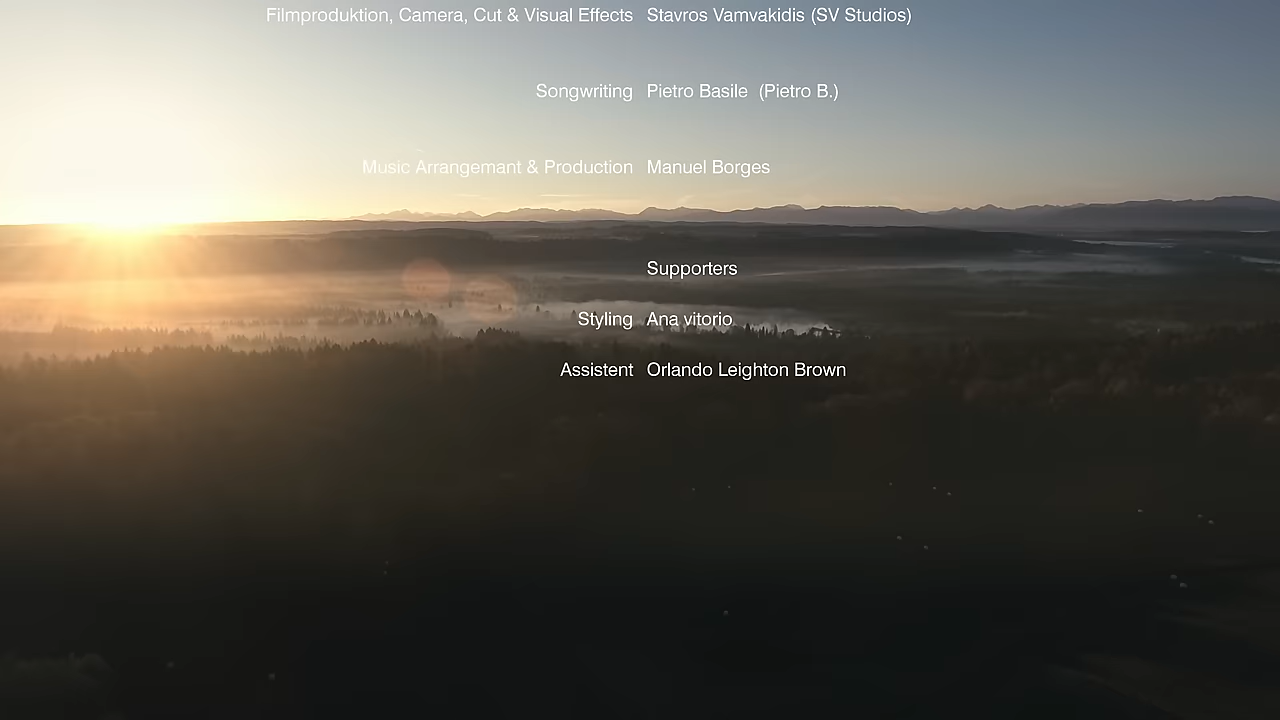 Filmproduktion, Camera, Cut & Visual Effects Stavros Vamvakidis (SV Studios)
Songwriting Pietro Basile (Pietro B.)
Music Arrangemant & Production Manuel Borges
Supporters
Styling Ana vitorio
Assistent Orlando Leighton Brown